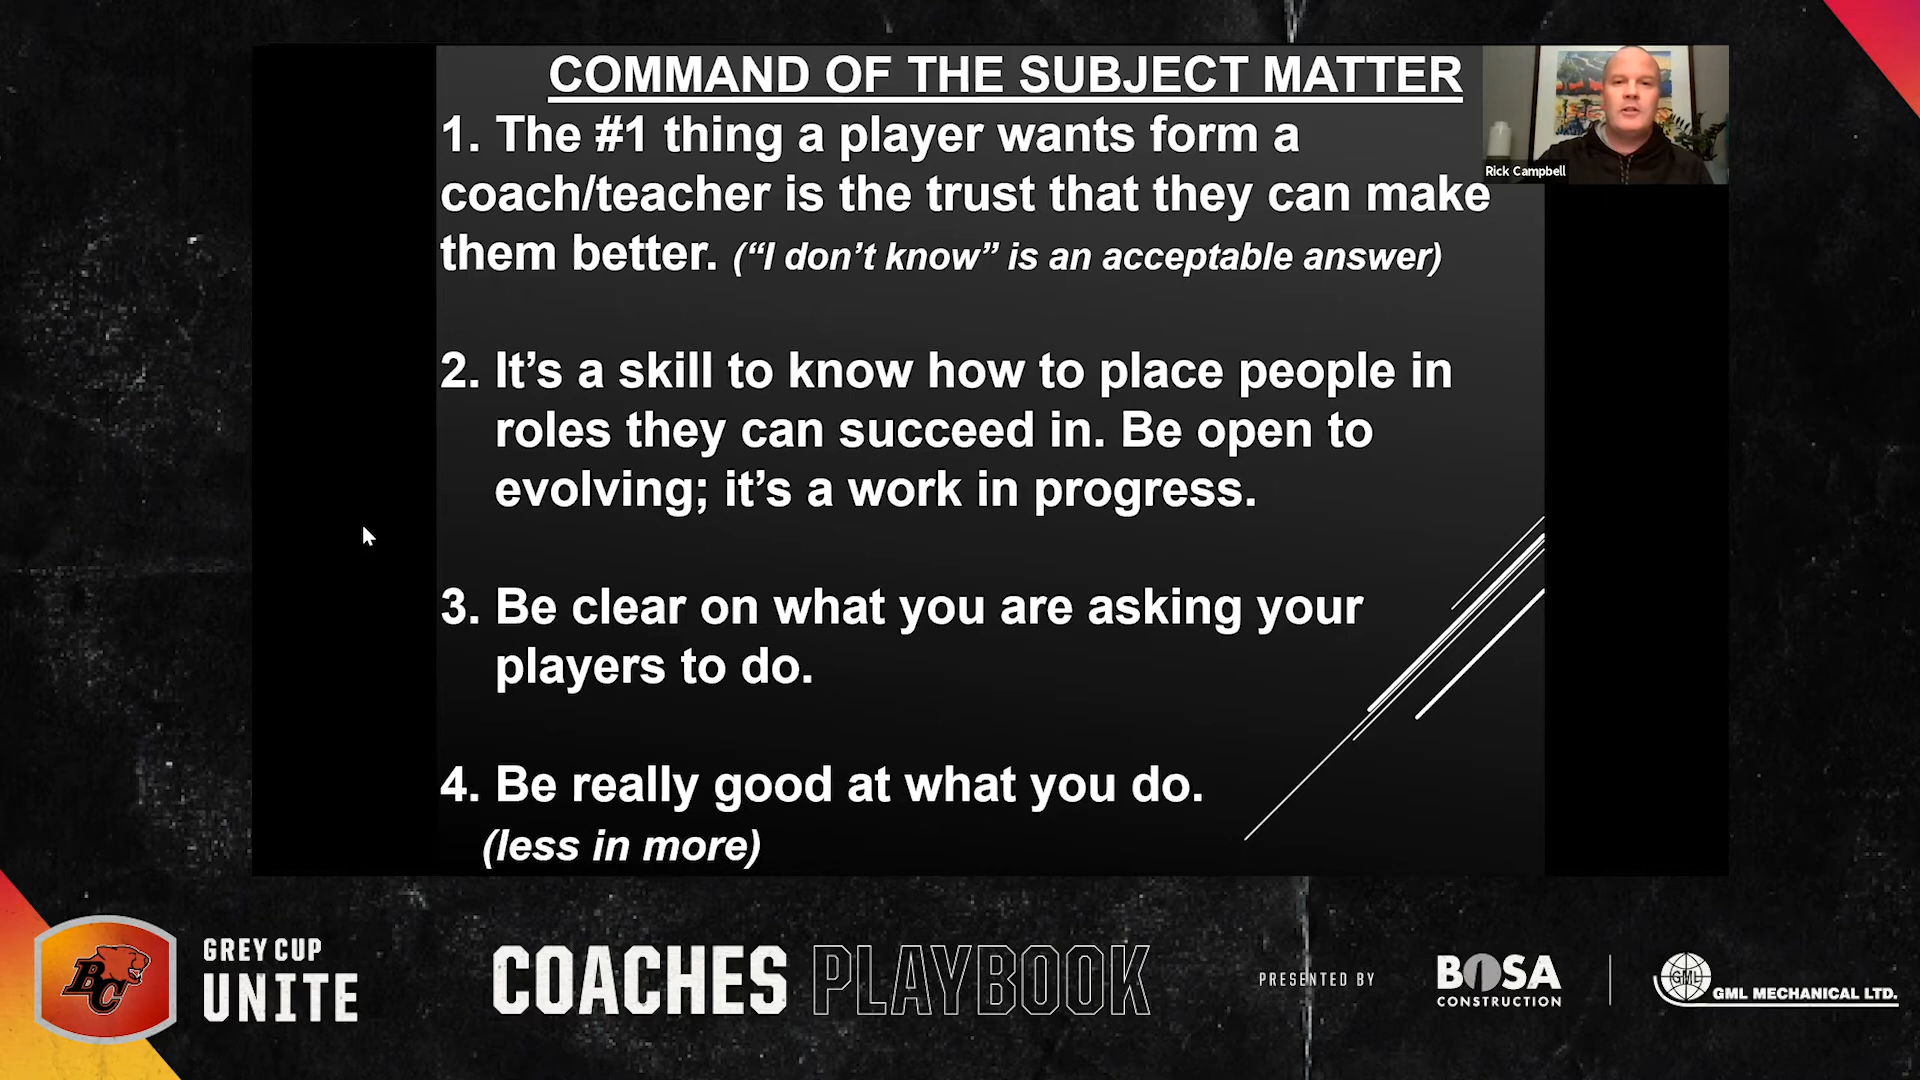 COMMAND OF THE SUBJECT MATTER
1. The #1 thing a player wants form a
coach/teacher is the trust that they can make
them better. (“I don’t know” is an acceptable answer)
2. It’s a skill to know how to place people in
roles they can succeed in. Be open to
evolving; it’s a work in progress.
3. Be clear on what you are asking your
players to do.
4. Be really good at what you do.
(less in more)
Rick Campbell
BC
GREY CUP
UNITE
COACHES PLAYBOOK
PRESENTED BY
BOSA
CONSTRUCTION
GML
GML MECHANICAL LTD.